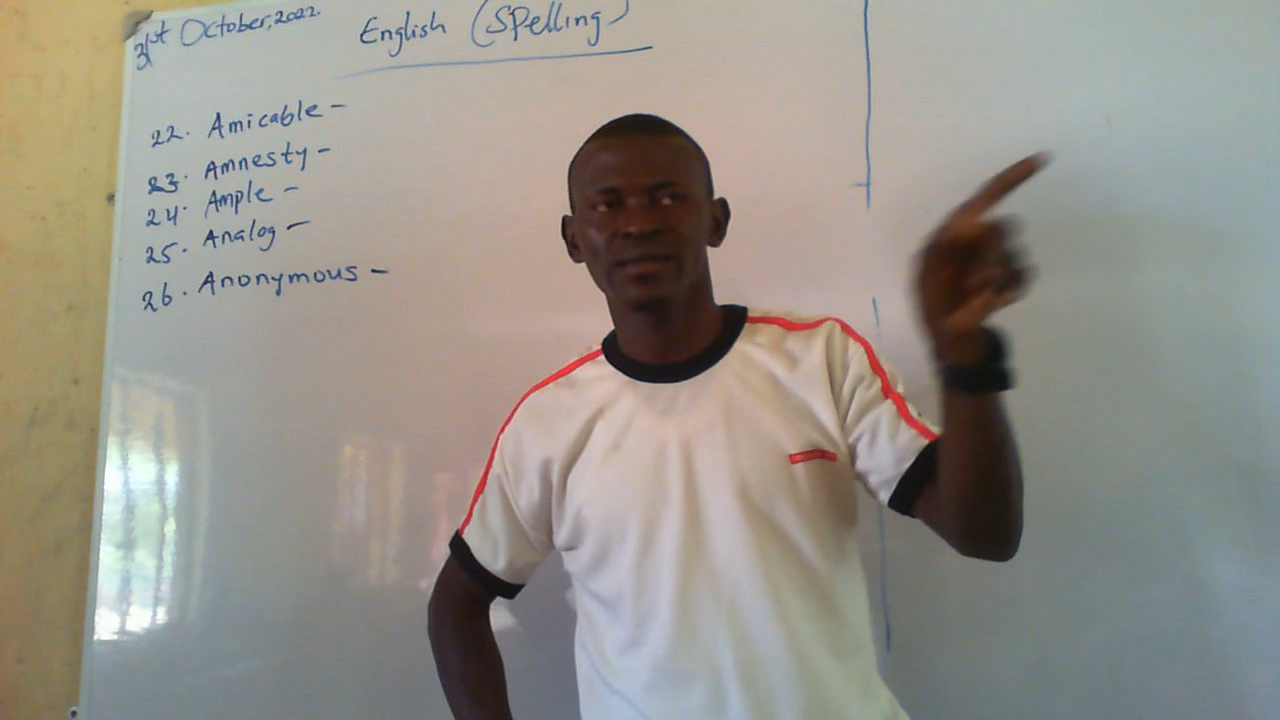 31st October, 2022.
English (Spelling)
22. Amicable -
23. Amnesty -
24. Ample -
25. Analog -
26. Anonymous -